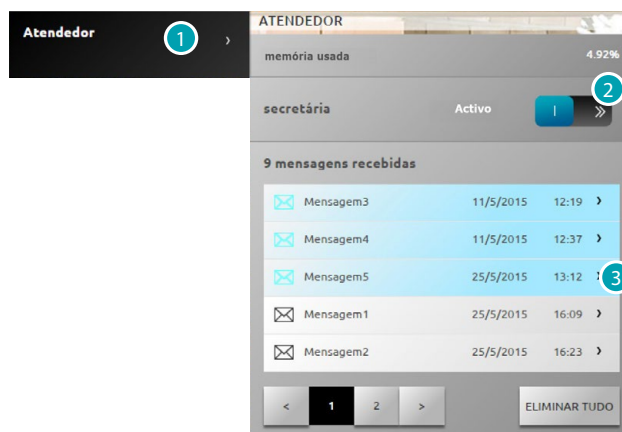 Atendedor 1 ›
ATENDEDOR
memória usada 4.92%
secretária Activo I » 2
9 mensagens recebidas
Mensagem3 11/5/2015 12:19 ›
Mensagem4 11/5/2015 12:37 ›
Mensagem5 25/5/2015 13:12 › 3
Mensagem1 25/5/2015 16:09 ›
Mensagem2 25/5/2015 16:23 ›
< 1 2 > ELIMINAR TUDO